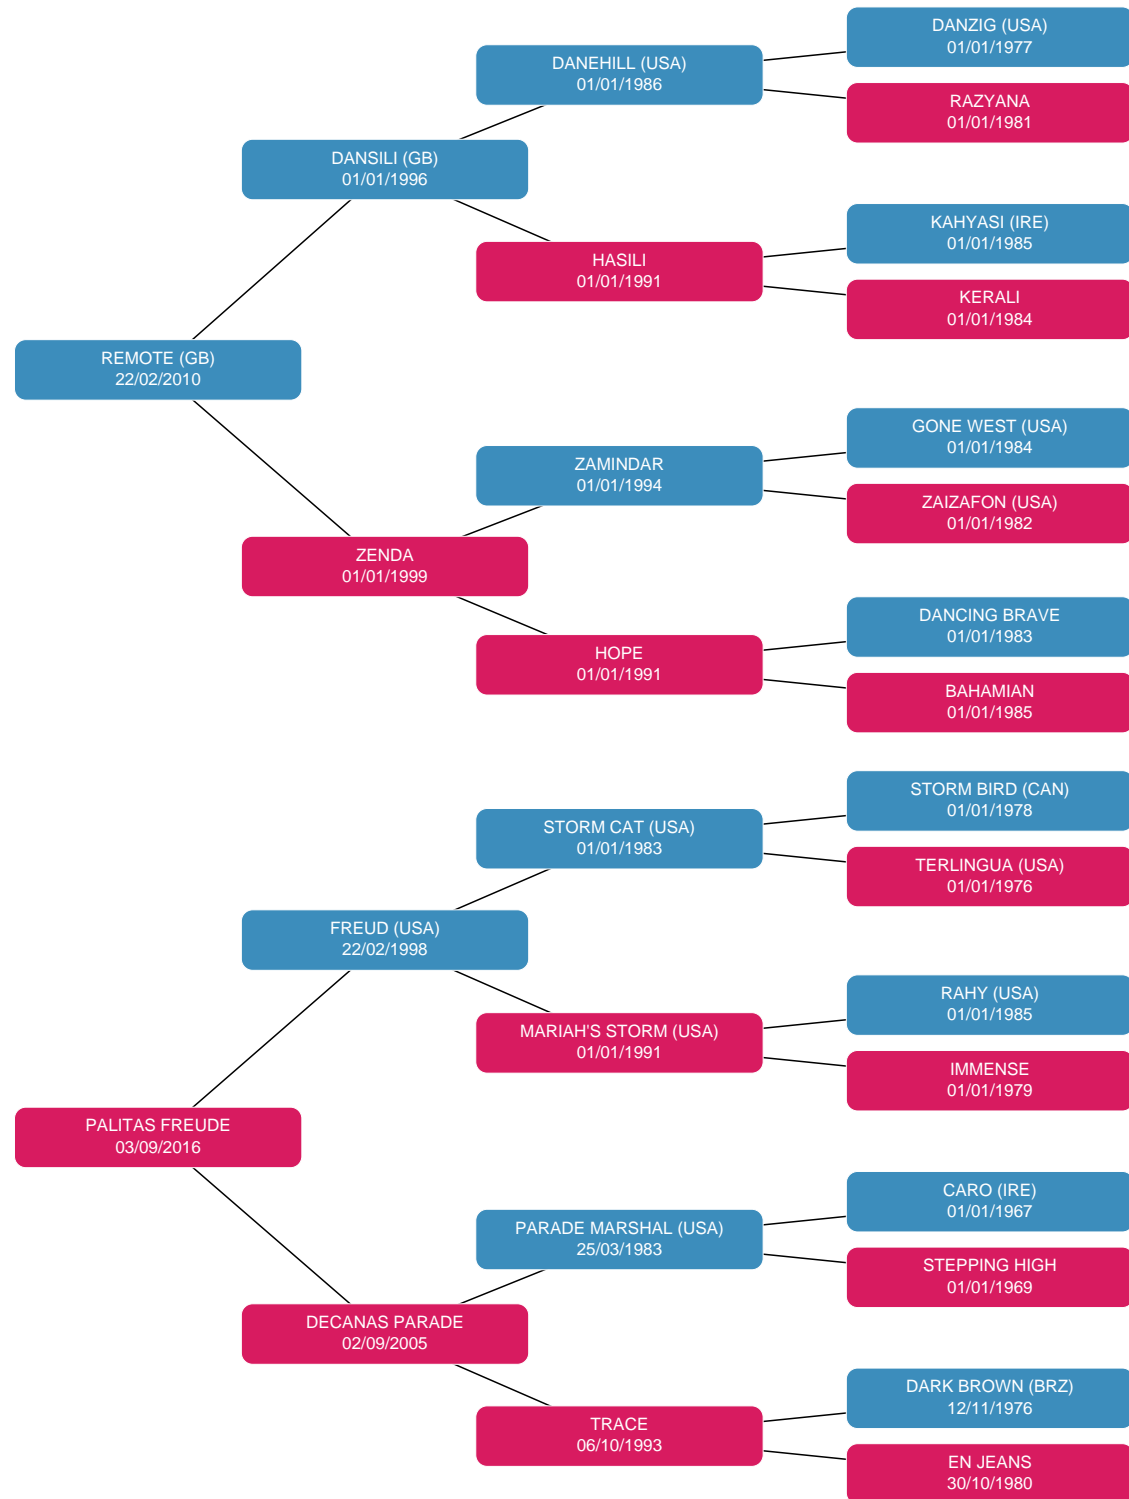 DANZIG (USA)
01/01/1977
DANEHILL (USA)
01/01/1986
RAZYANA
01/01/1981
DANSILI (GB)
01/01/1996
KAHYASI (IRE)
01/01/1985
HASILI
01/01/1991
KERALI
01/01/1984
REMOTE (GB)
22/02/2010
GONE WEST (USA)
01/01/1984
ZAMINDAR
01/01/1994
ZAIZAFON (USA)
01/01/1982
ZENDA
01/01/1999
DANCING BRAVE
01/01/1983
HOPE
01/01/1991
BAHAMIAN
01/01/1985
STORM BIRD (CAN)
01/01/1978
STORM CAT (USA)
01/01/1983
TERLINGUA (USA)
01/01/1976
FREUD (USA)
22/02/1998
RAHY (USA)
01/01/1985
MARIAH'S STORM (USA)
01/01/1991
IMMENSE
01/01/1979
PALITAS FREUDE
03/09/2016
CARO (IRE)
01/01/1967
PARADE MARSHAL (USA)
25/03/1983
STEPPING HIGH
01/01/1969
DECANAS PARADE
02/09/2005
DARK BROWN (BRZ)
12/11/1976
TRACE
06/10/1993
EN JEANS
30/10/1980